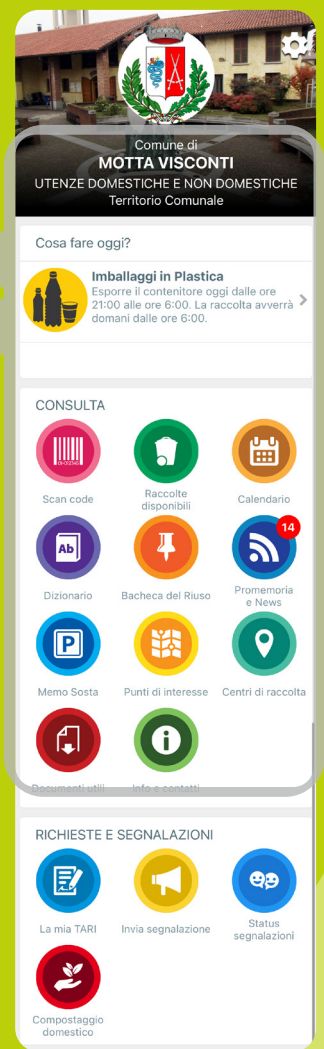 Comune di
MOTTA VISCONTI
UTENZE DOMESTICHE E NON DOMESTICHE
Territorio Comunale
Cosa fare oggi?
Imballaggi in Plastica
Esporre il contenitore oggi dalle ore
21:00 alle ore 6:00. La raccolta avverrà
domani dalle ore 6:00.
CONSULTA
Scan code
Raccolte
disponibili
Calendario
Ab
14
Dizionario
Bacheca del Riuso
Promemoria
e News
P
Memo Sosta
Punti di interesse
Centri di raccolta
i
Documenti utili
Info e contatti
RICHIESTE E SEGNALAZIONI
La mia TARI
Invia segnalazione
Status
segnalazioni
Compostaggio
domestico